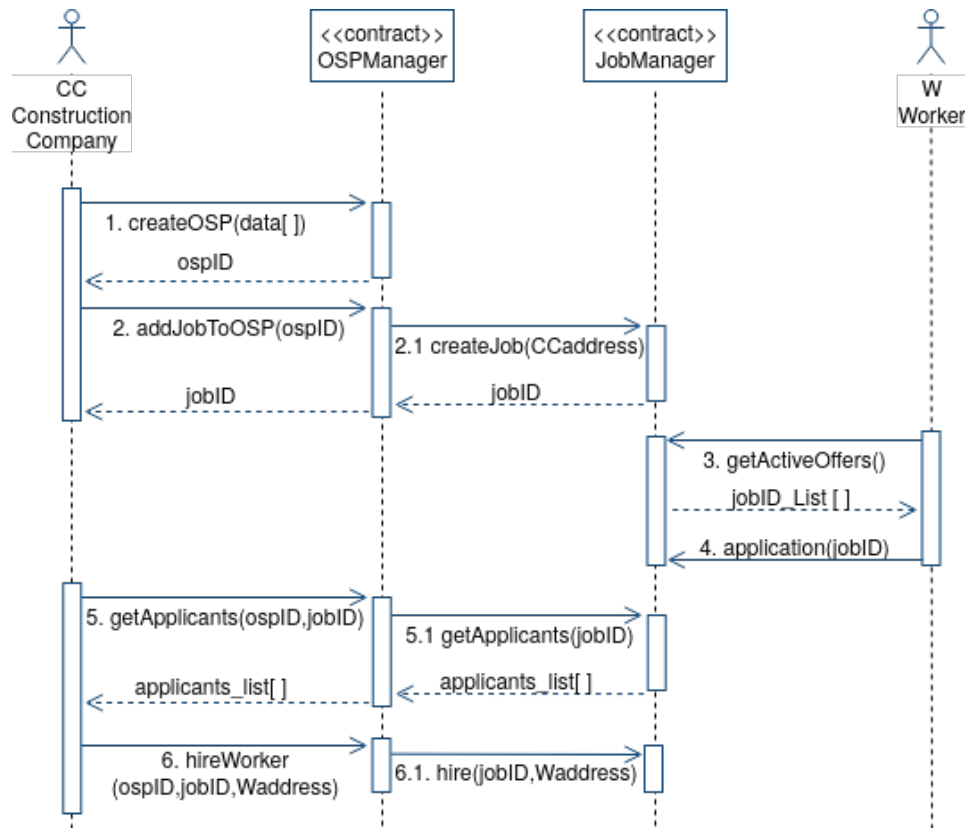 CC
Construction
Company
<<contract>>
OSPManager
<<contract>>
JobManager
W
Worker
1. createOSP(data[ ])
ospID
2. addJobToOSP(ospID)
2.1 createJob(CCaddress)
jobID
jobID
3. getActiveOffers()
jobID_List [ ]
4. application(jobID)
5. getApplicants(ospID,jobID)
5.1 getApplicants(jobID)
applicants_list[ ]
applicants_list[ ]
6. hireWorker
(ospID,jobID,Waddress)
6.1. hire(jobID,Waddress)